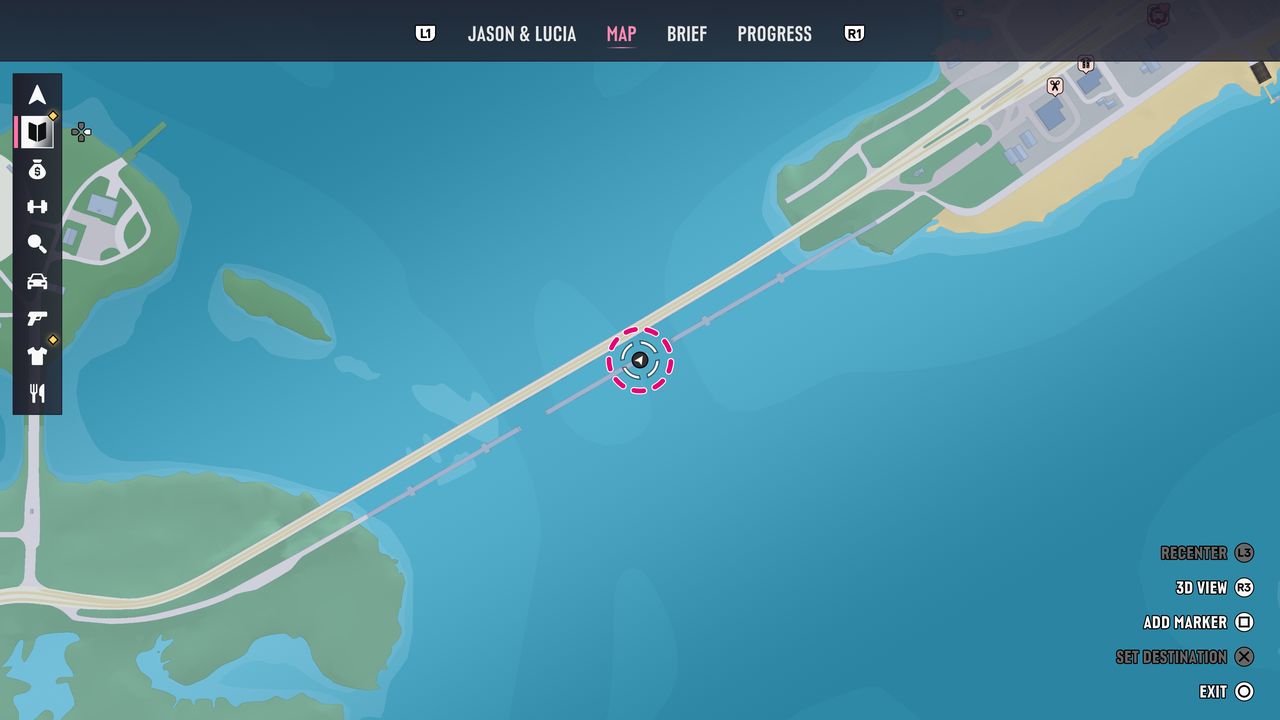 L1 JASON & LUCIA MAP BRIEF PROGRESS R1
$
RECENTER L3
3D VIEW R3
ADD MARKER
SET DESTINATION
EXIT